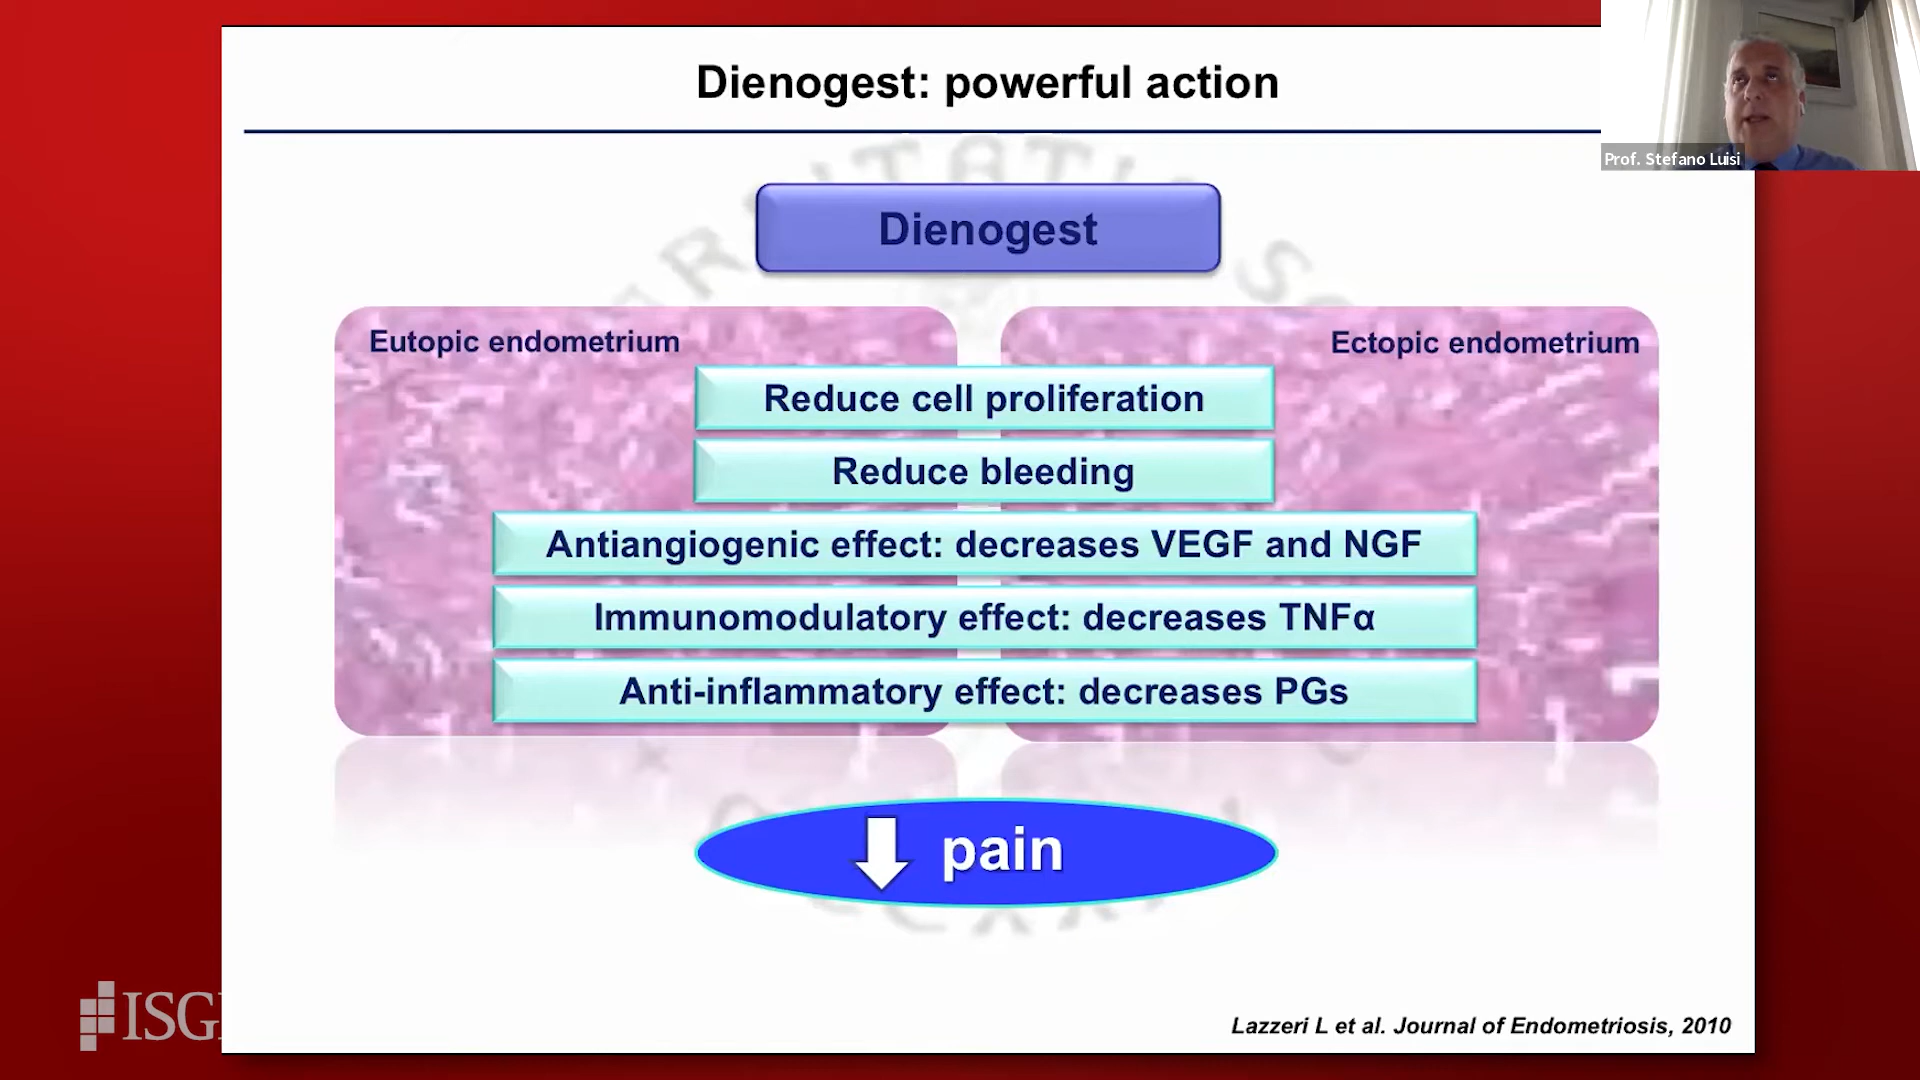 Dienogest: powerful action
Prof. Stefano Luisi
Dienogest
Eutopic endometrium
Ectopic endometrium
Reduce cell proliferation
Reduce bleeding
Antiangiogenic effect: decreases VEGF and NGF
Immunomodulatory effect: decreases TNFα
Anti-inflammatory effect: decreases PGs
pain
ISG
Lazzeri L et al. Journal of Endometriosis, 2010